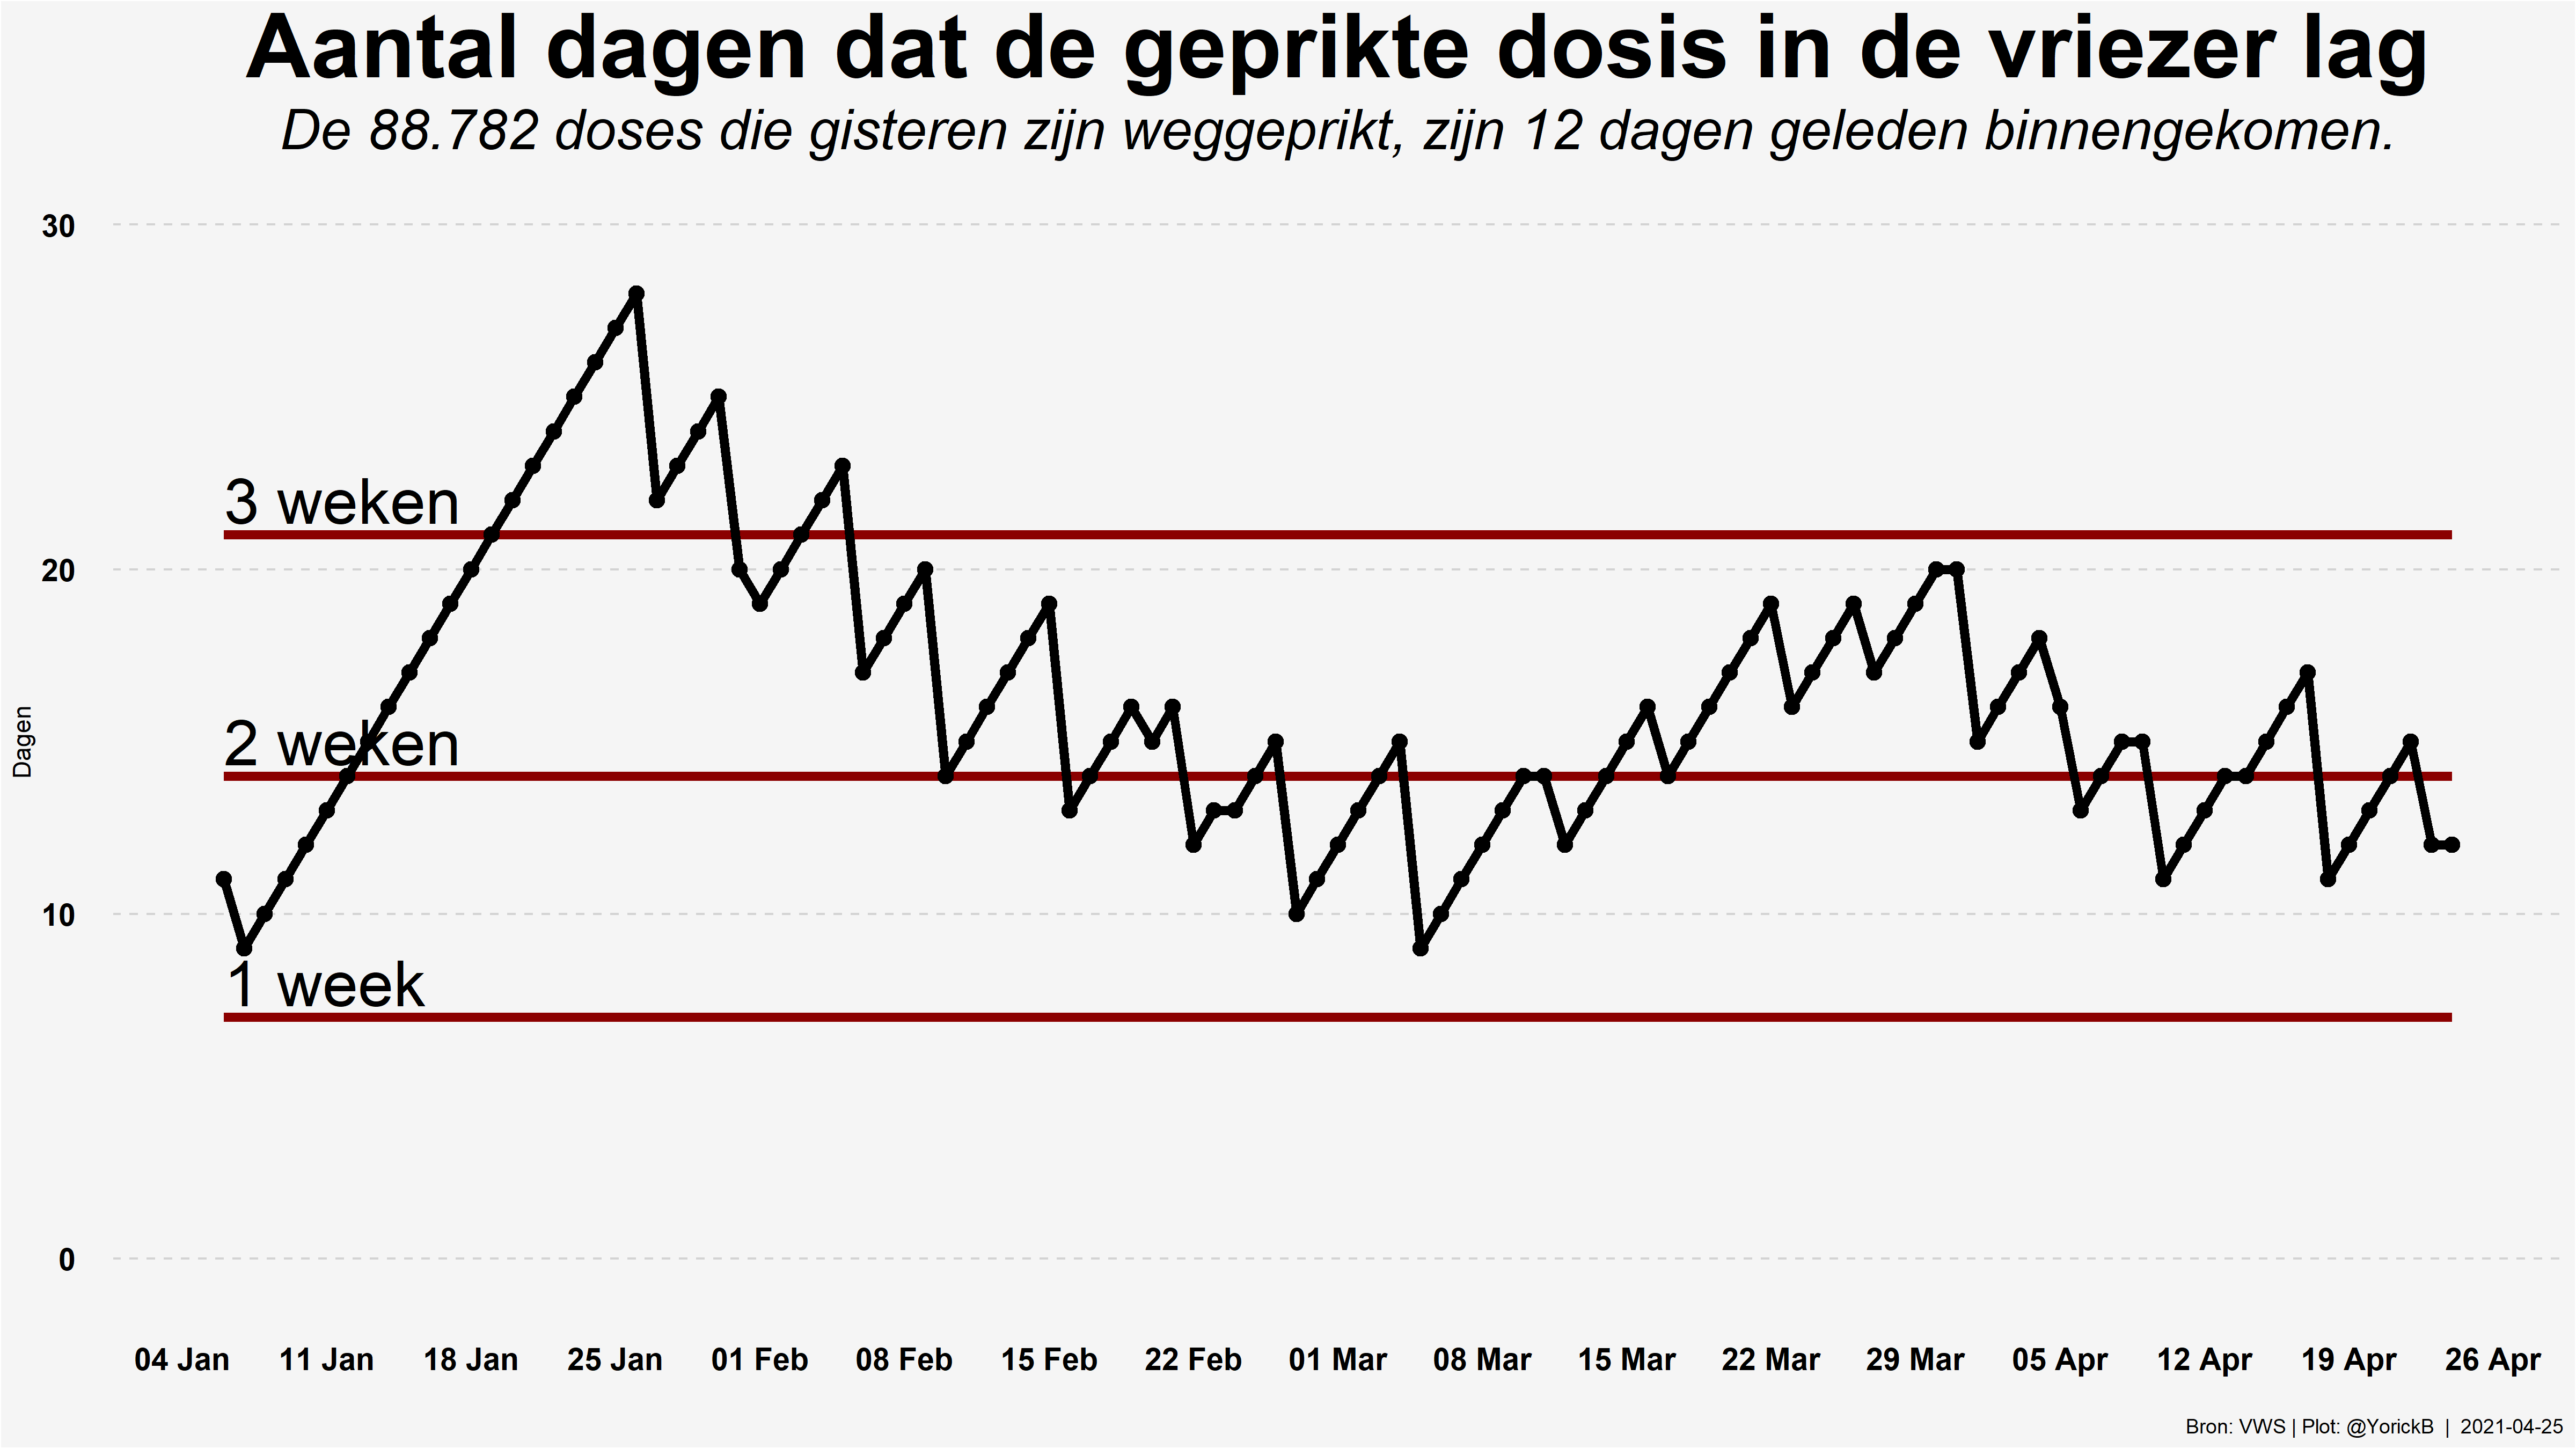 Aantal dagen dat de geprikte dosis in de vriezer lag
De 88.782 doses die gisteren zijn weggeprikt, zijn 12 dagen geleden binnengekomen.
30
3 weken
20
2 weken
Dagen
10
1 week
0
04 Jan 11 Jan 18 Jan 25 Jan 01 Feb 08 Feb 15 Feb 22 Feb 01 Mar 08 Mar 15 Mar 22 Mar 29 Mar 05 Apr 12 Apr 19 Apr 26 Apr
Bron: VWS | Plot: @YorickB | 2021-04-25